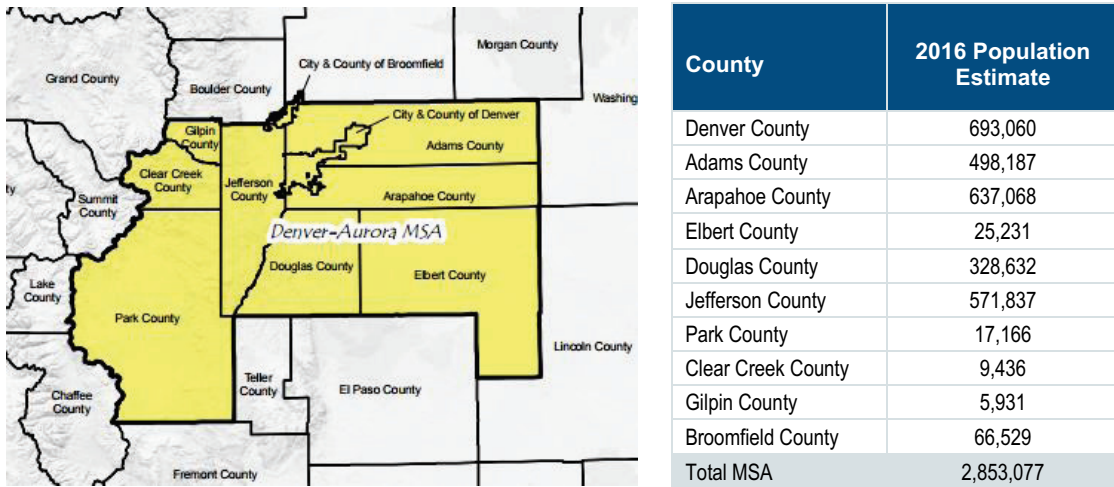 Morgan County
City & County of Broomfield
Grand County
Boulder County
Washing
City & County of Denver
Gilpin
County
Adams County
Clear Creek
County
Jefferson
County
ty
Summit
County
Arapahoe County
Denver-Aurora MSA
Douglas County
Elbert County
Lake
County
Park County
Lincoln County
Teller
County
El Paso County
Chaffee
County
Fremont County
County
2016 Population
Estimate
Denver County 693,060
Adams County 498,187
Arapahoe County 637,068
Elbert County 25,231
Douglas County 328,632
Jefferson County 571,837
Park County 17,166
Clear Creek County 9,436
Gilpin County 5,931
Broomfield County 66,529
Total MSA 2,853,077